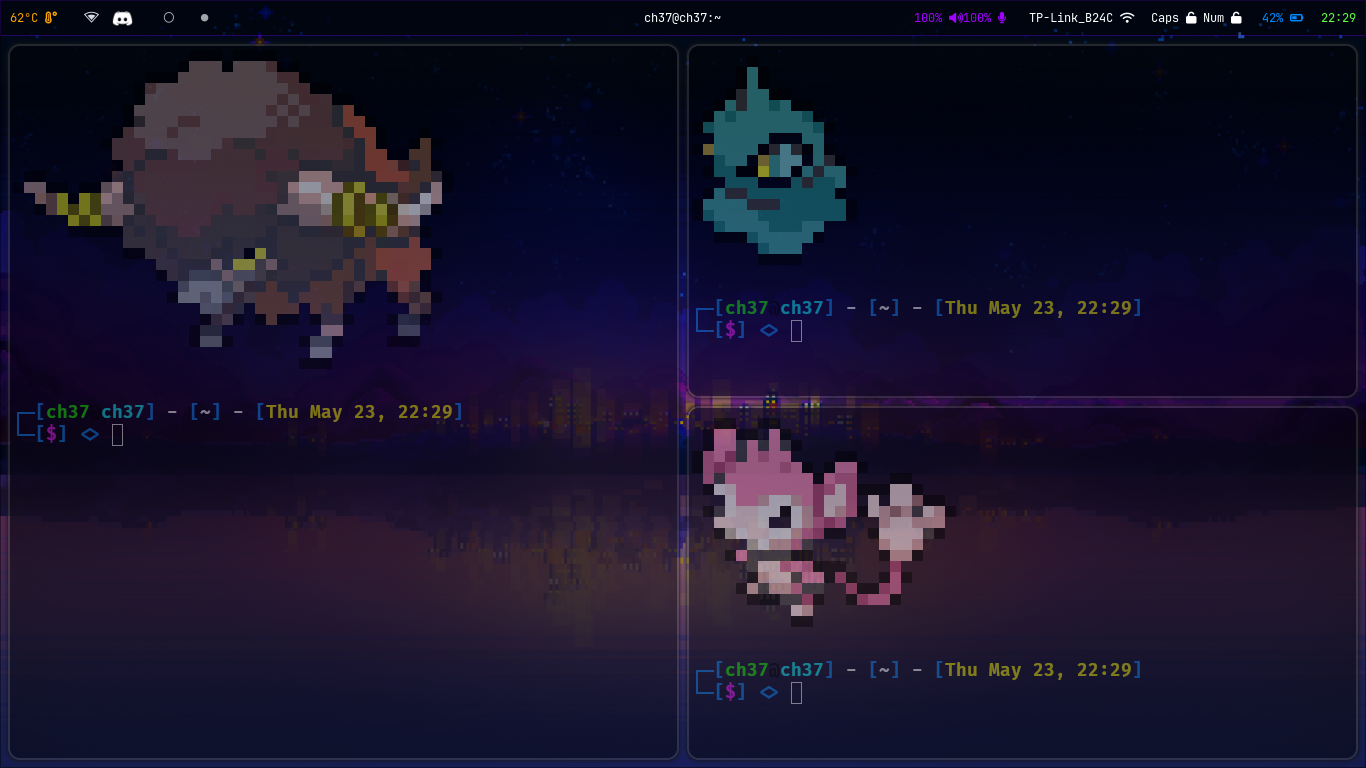 62°C ch37@ch37:~ 100% 100% TP-Link_B24C Caps Num 42% 22:29
[ch37 ch37] - [~] - [Thu May 23, 22:29]
[$] <>
[ch37 ch37] - [~] - [Thu May 23, 22:29]
[$] <>
[ch37@ch37] - [~] - [Thu May 23, 22:29]
[$] <>